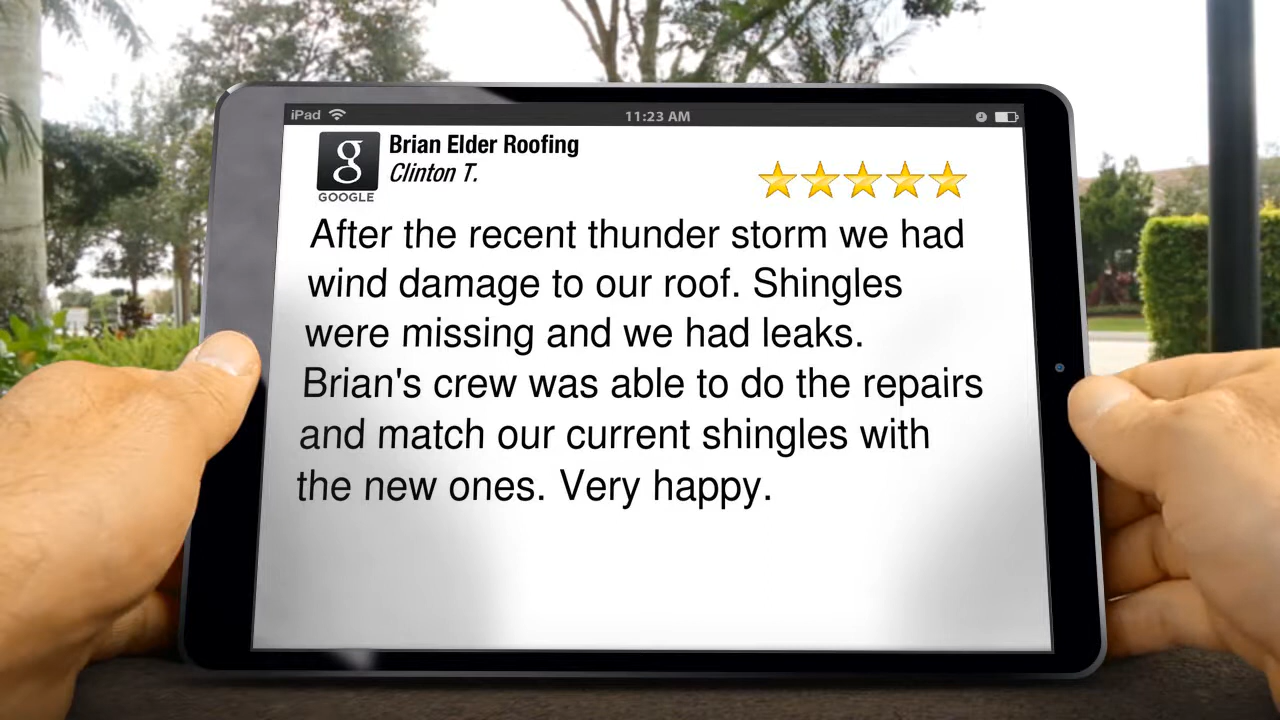 iPad
11:23 AM
g
GOOGLE
Brian Elder Roofing
Clinton T.
After the recent thunder storm we had
wind damage to our roof. Shingles
were missing and we had leaks.
Brian's crew was able to do the repairs
and match our current shingles with
the new ones. Very happy.